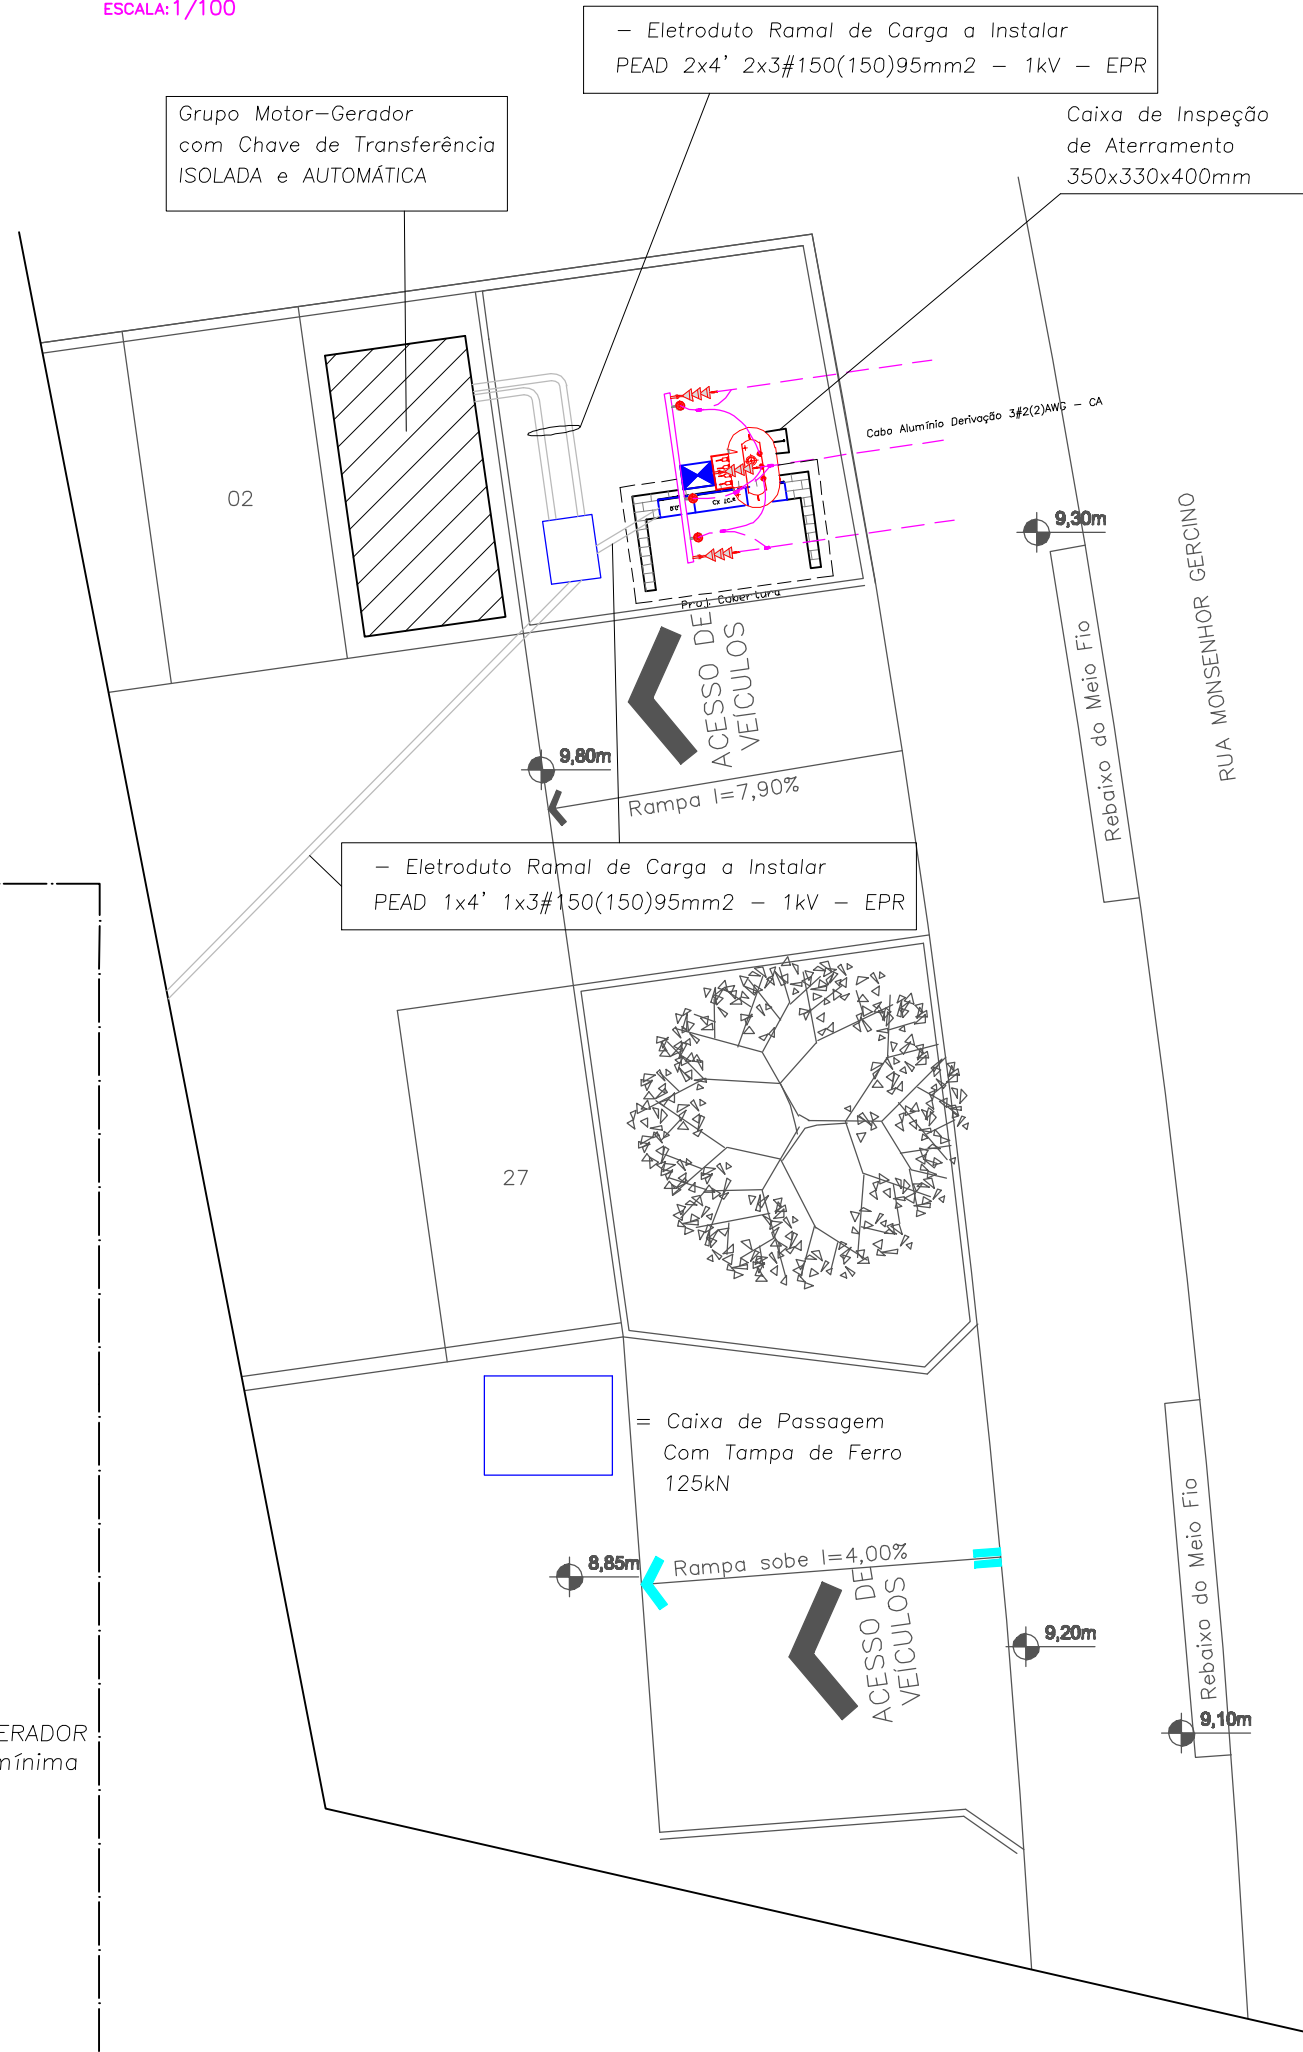 ESCALA:1/100
- Eletroduto Ramal de Carga a Instalar
PEAD 2x4' 2x3#150(150)95mm2 - 1kV - EPR
Grupo Motor-Gerador
com Chave de Transferência
ISOLADA e AUTOMÁTICA
Caixa de Inspeção
de Aterramento
350x330x400mm
Cabo Alumínio Derivação 3#2(2)AWG - CA
02
9,30m
RUA MONSENHOR GERCINO
Proj. Cobertura
ACESSO DE
VEÍCULOS
Rebaixo do Meio Fio
9,80m
Rampa I=7,90%
- Eletroduto Ramal de Carga a Instalar
PEAD 1x4' 1x3#150(150)95mm2 - 1kV - EPR
27
= Caixa de Passagem
Com Tampa de Ferro
125kN
8,85m
Rampa sobe I=4,00%
ACESSO DE
VEÍCULOS
Rebaixo do Meio Fio
9,20m
9,10m
ERADOR
mínima